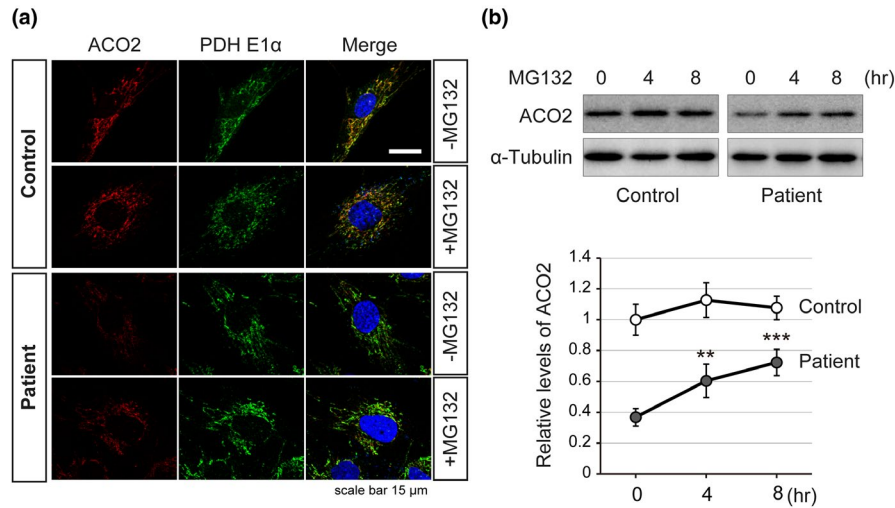 (a)
ACO2 PDH E1α Merge
Control
-MG132
+MG132
Patient
-MG132
+MG132
scale bar 15 µm
(b)
MG132 0 4 8 0 4 8 (hr)
ACO2
α-Tubulin
Control Patient
Relative levels of ACO2
1.4
1.2
1
0.8
0.6
0.4
0.2
0
Control
** ***
Patient
0 4 8 (hr)